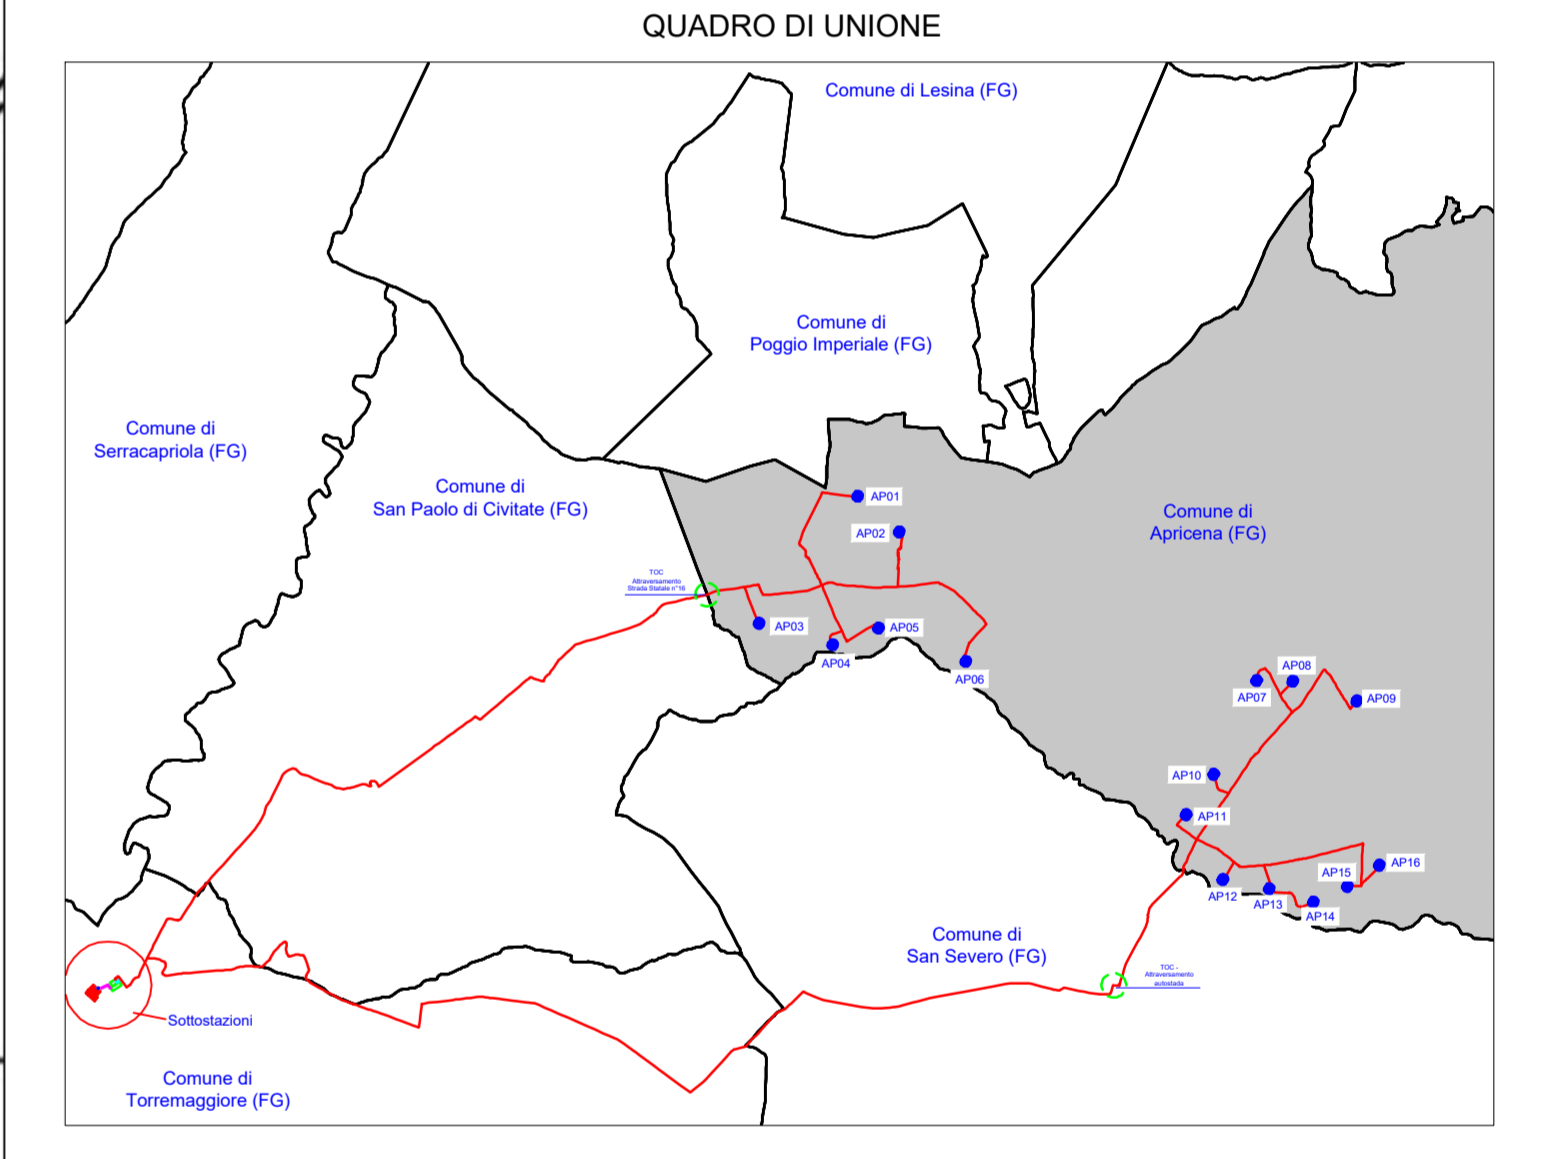 QUADRO DI UNIONE
Comune di Lesina (FG)
Comune di
Poggio Imperiale (FG)
Comune di
Serracapriola (FG)
Comune di
San Paolo di Civitate (FG)
Comune di
Apricena (FG)
AP01
AP02
TOC
Attraversamento
Strada Statale n°16
AP03
AP05
AP04
AP06
AP08
AP07
AP09
AP10
AP11
AP16
AP15
AP12
AP13
AP14
Comune di
San Severo (FG)
TOC -
Attraversamento
autostada
Sottostazioni
Comune di
Torremaggiore (FG)